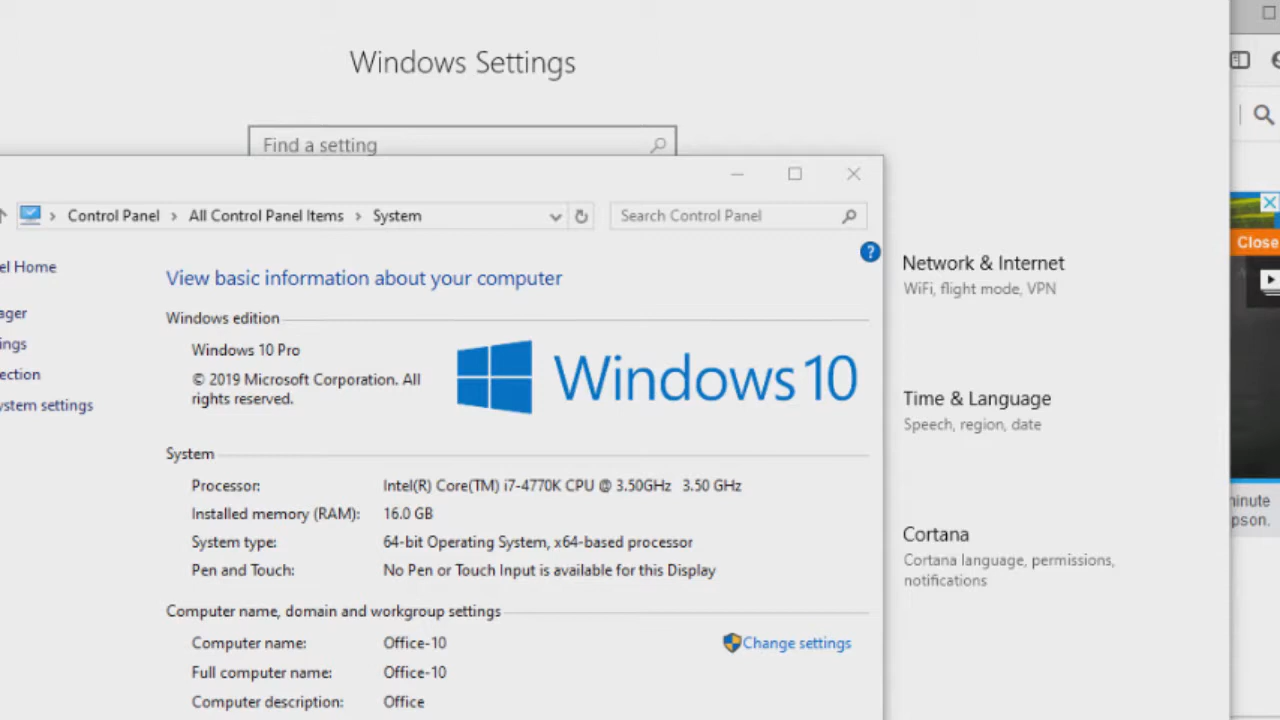 Windows Settings
Find a setting
Control Panel > All Control Panel Items > System
Search Control Panel
el Home
ager
ings
ection
ystem settings
View basic information about your computer
Windows edition
Windows 10 Pro
© 2019 Microsoft Corporation. All
rights reserved.
Windows 10
System
Processor: Intel(R) Core(TM) i7-4770K CPU @ 3.50GHz 3.50 GHz
Installed memory (RAM): 16.0 GB
System type: 64-bit Operating System, x64-based processor
Pen and Touch: No Pen or Touch Input is available for this Display
Computer name, domain and workgroup settings
Computer name: Office-10
Change settings
Full computer name: Office-10
Computer description: Office
Network & Internet
WiFi, flight mode, VPN
Time & Language
Speech, region, date
Cortana
Cortana language, permissions,
notifications
Close
inute
pson.